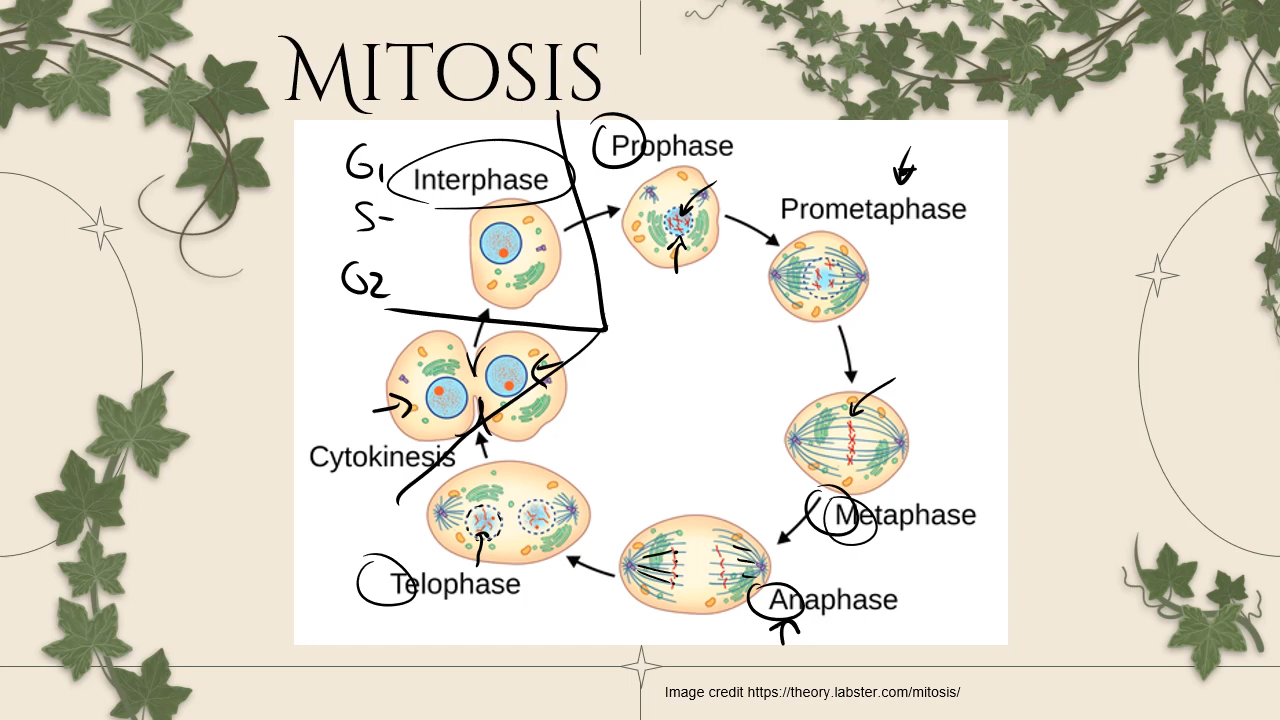 MITOSIS
Prophase
G1
Interphase
S-
Prometaphase
G2
Cytokinesis
Metaphase
Telophase
Anaphase
Image credit https://theory.labster.com/mitosis/